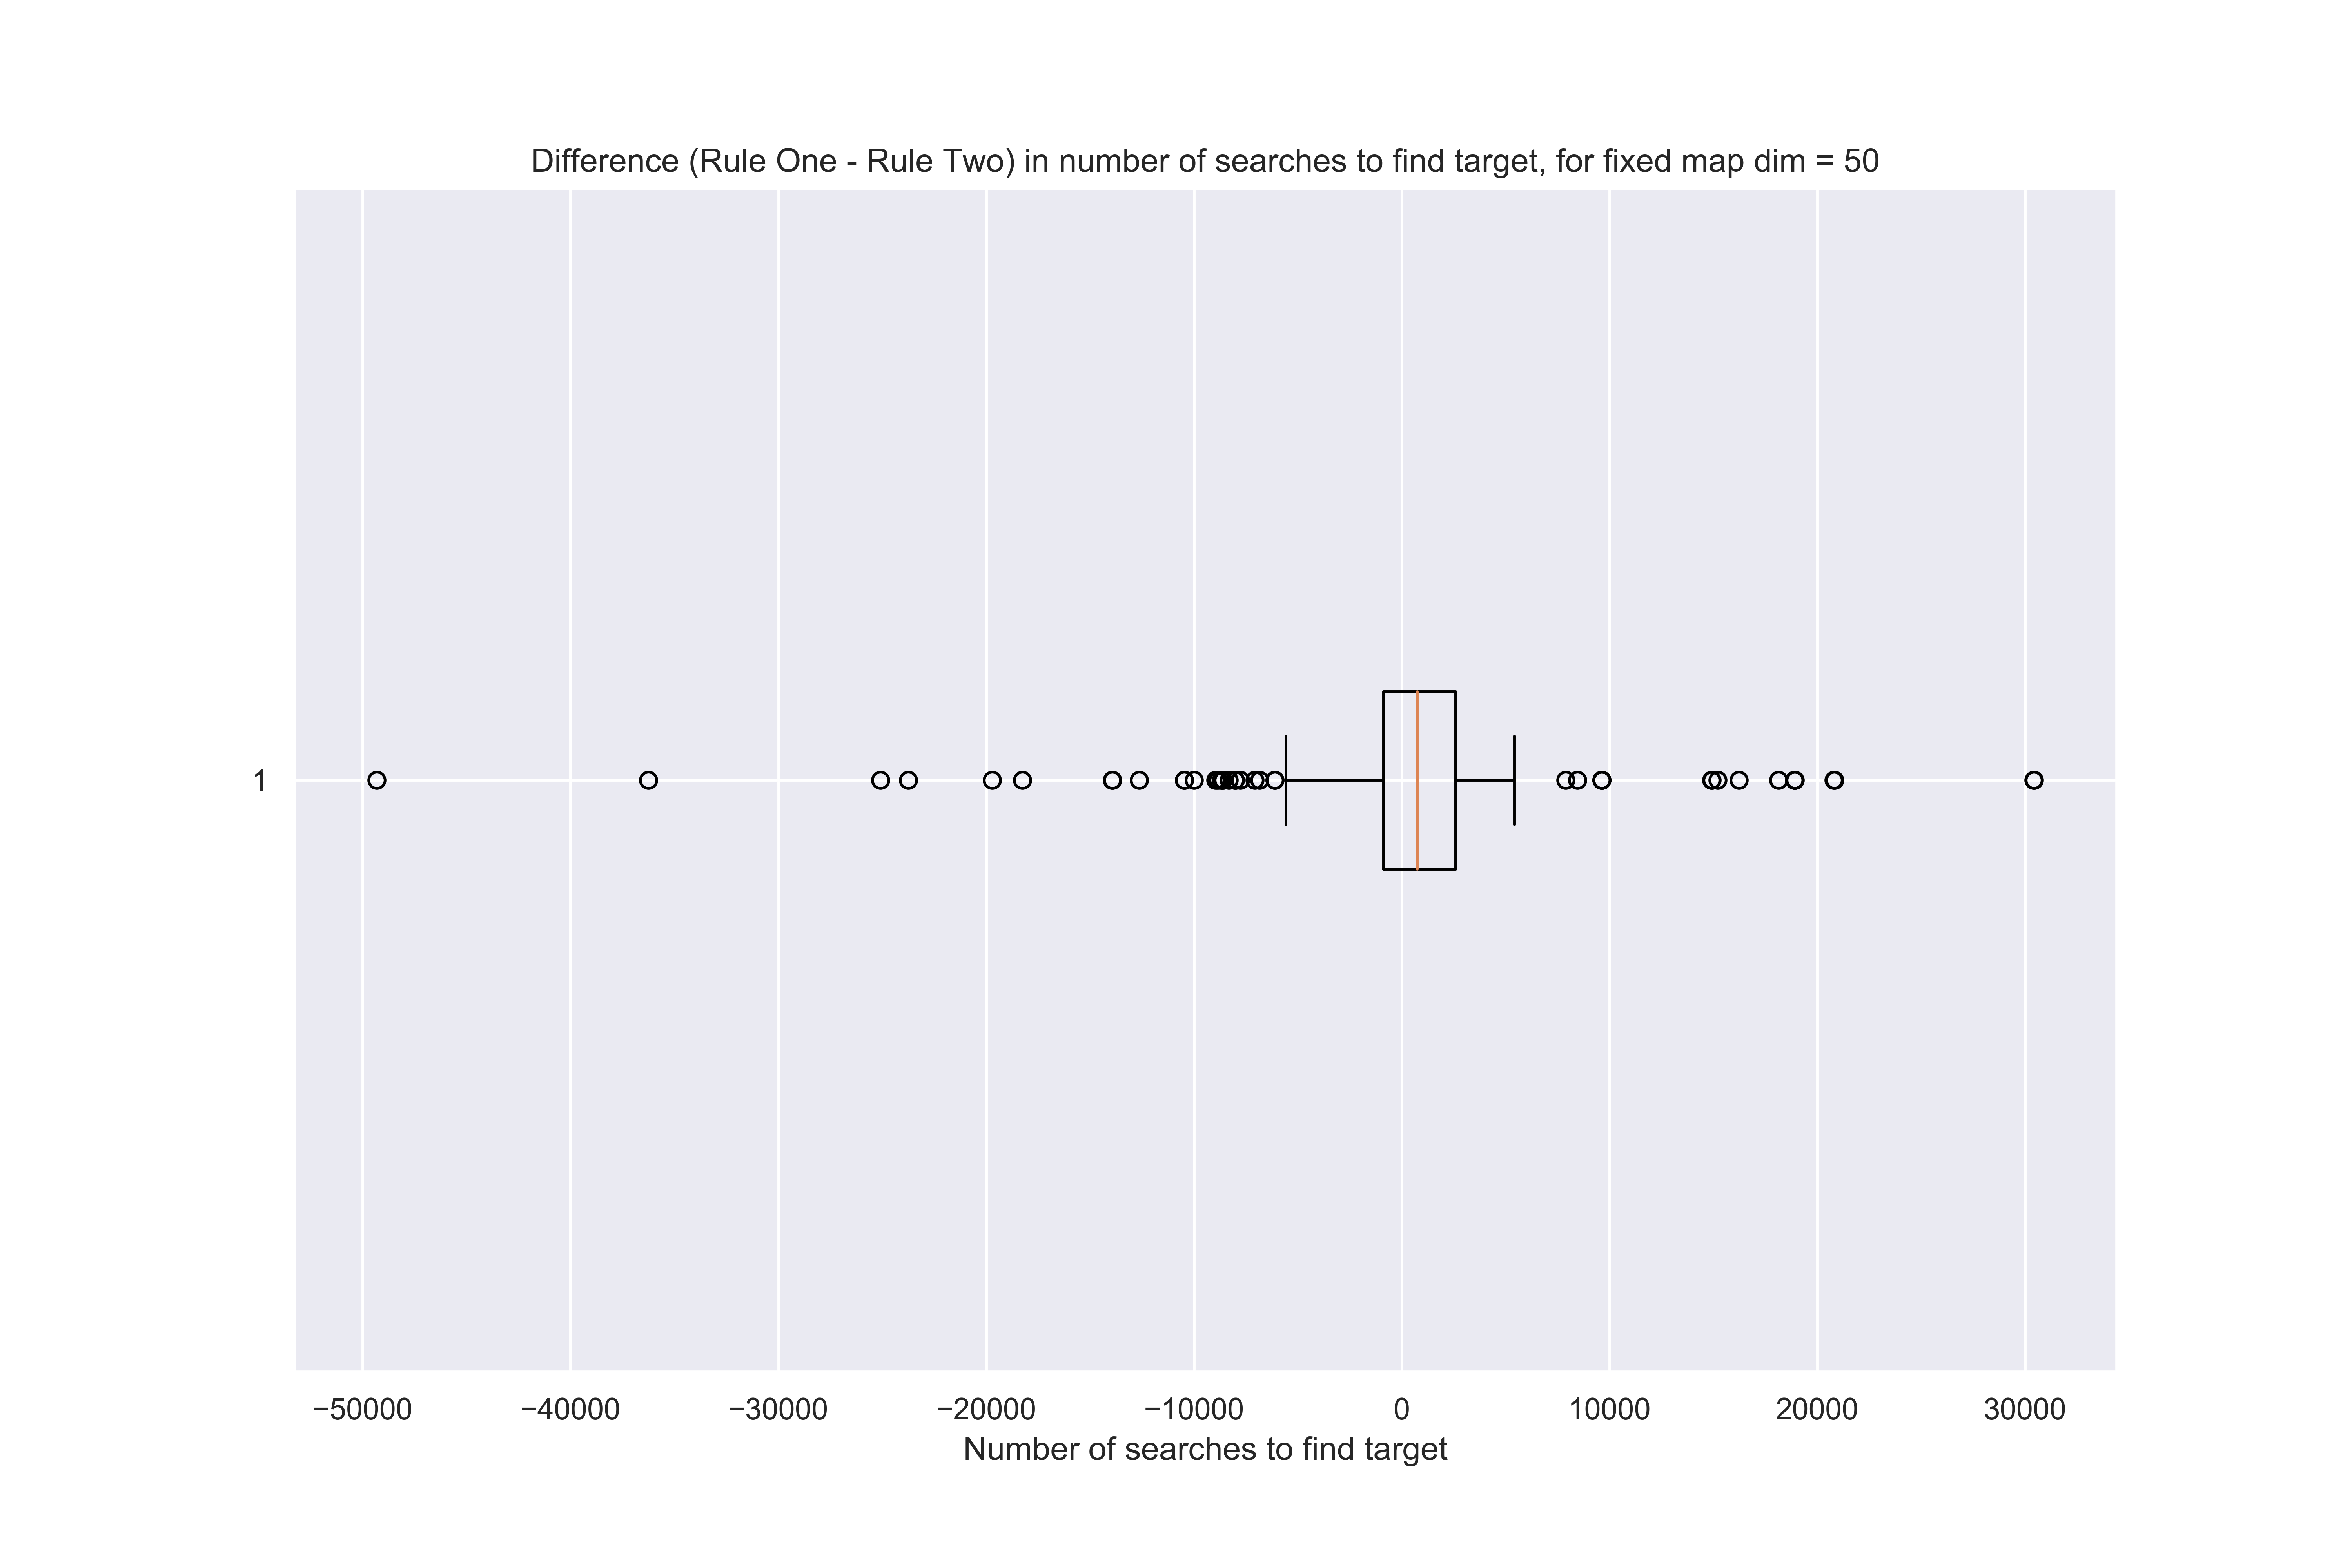 Difference (Rule One - Rule Two) in number of searches to find target, for fixed map dim = 50
1
−50000 −40000 −30000 −20000 −10000 0 10000 20000 30000
Number of searches to find target